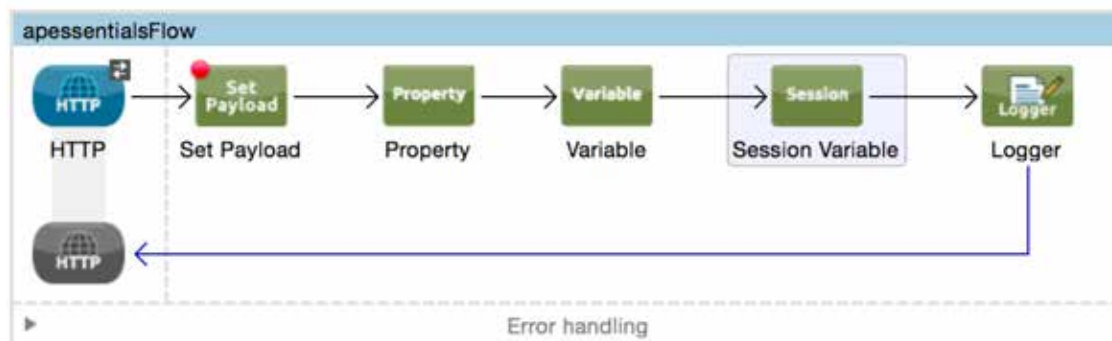 apessentialsFlow
HTTP
Set
Payload
Property
Variable
Session
Logger
HTTP
Set Payload
Property
Variable
Session Variable
Logger
HTTP
Error handling